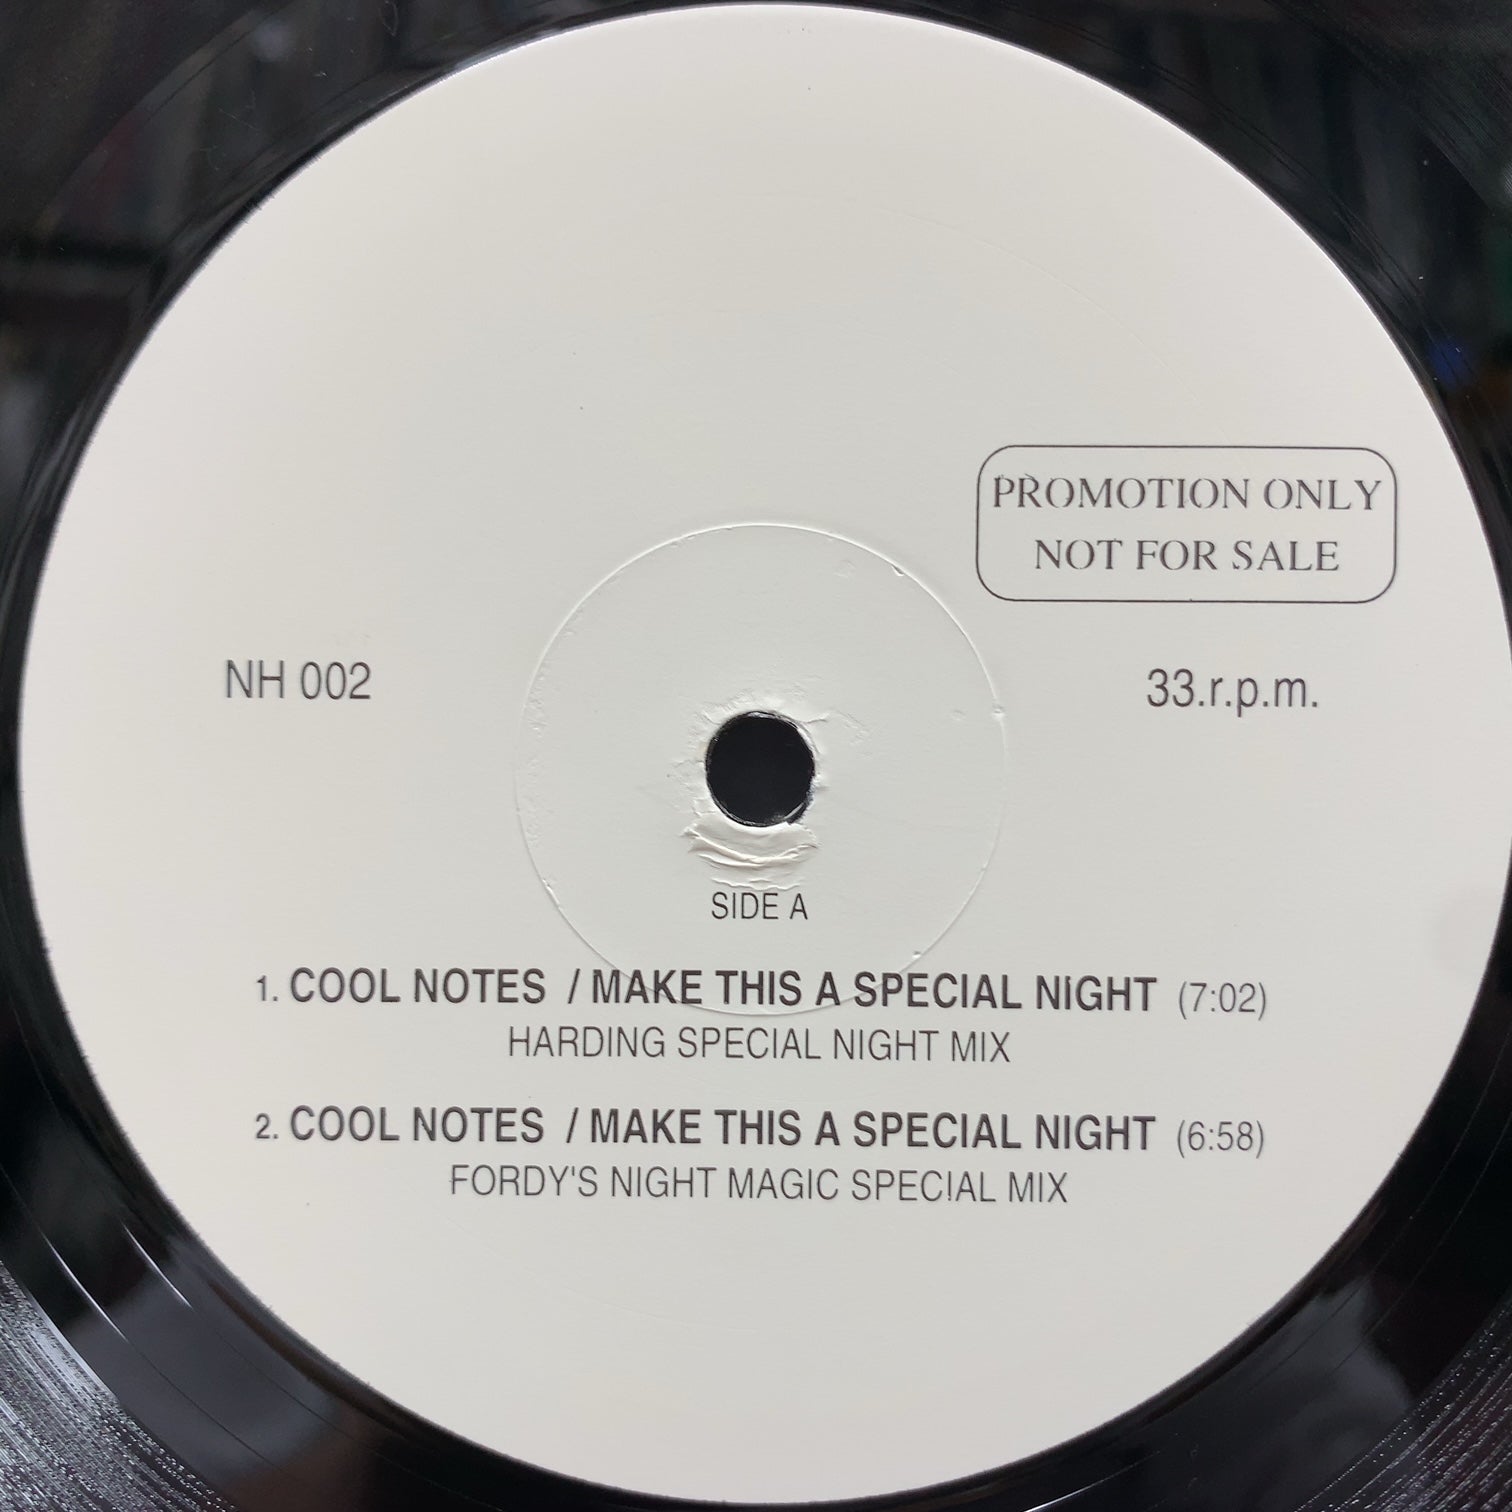 PROMOTION ONLY
NOT FOR SALE
NH 002
33.r.p.m.
SIDE A
1. COOL NOTES / MAKE THIS A SPECIAL NIGHT (7:02)
HARDING SPECIAL NIGHT MIX
2. COOL NOTES / MAKE THIS A SPECIAL NIGHT (6:58)
FORDY'S NIGHT MAGIC SPECIAL MIX